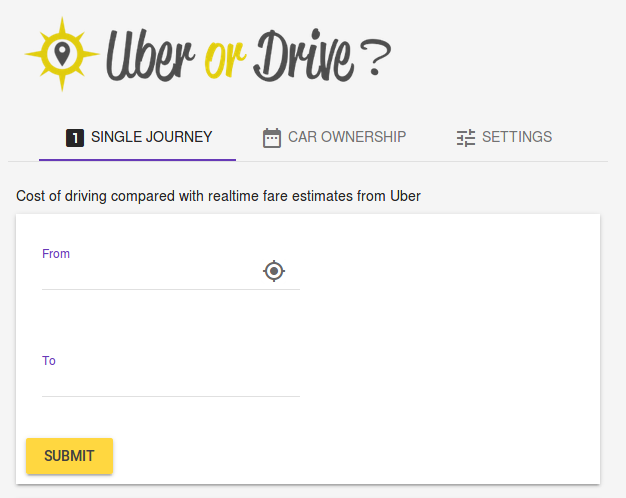 Uber or Drive?
1 SINGLE JOURNEY CAR OWNERSHIP SETTINGS
Cost of driving compared with realtime fare estimates from Uber
From
To
SUBMIT